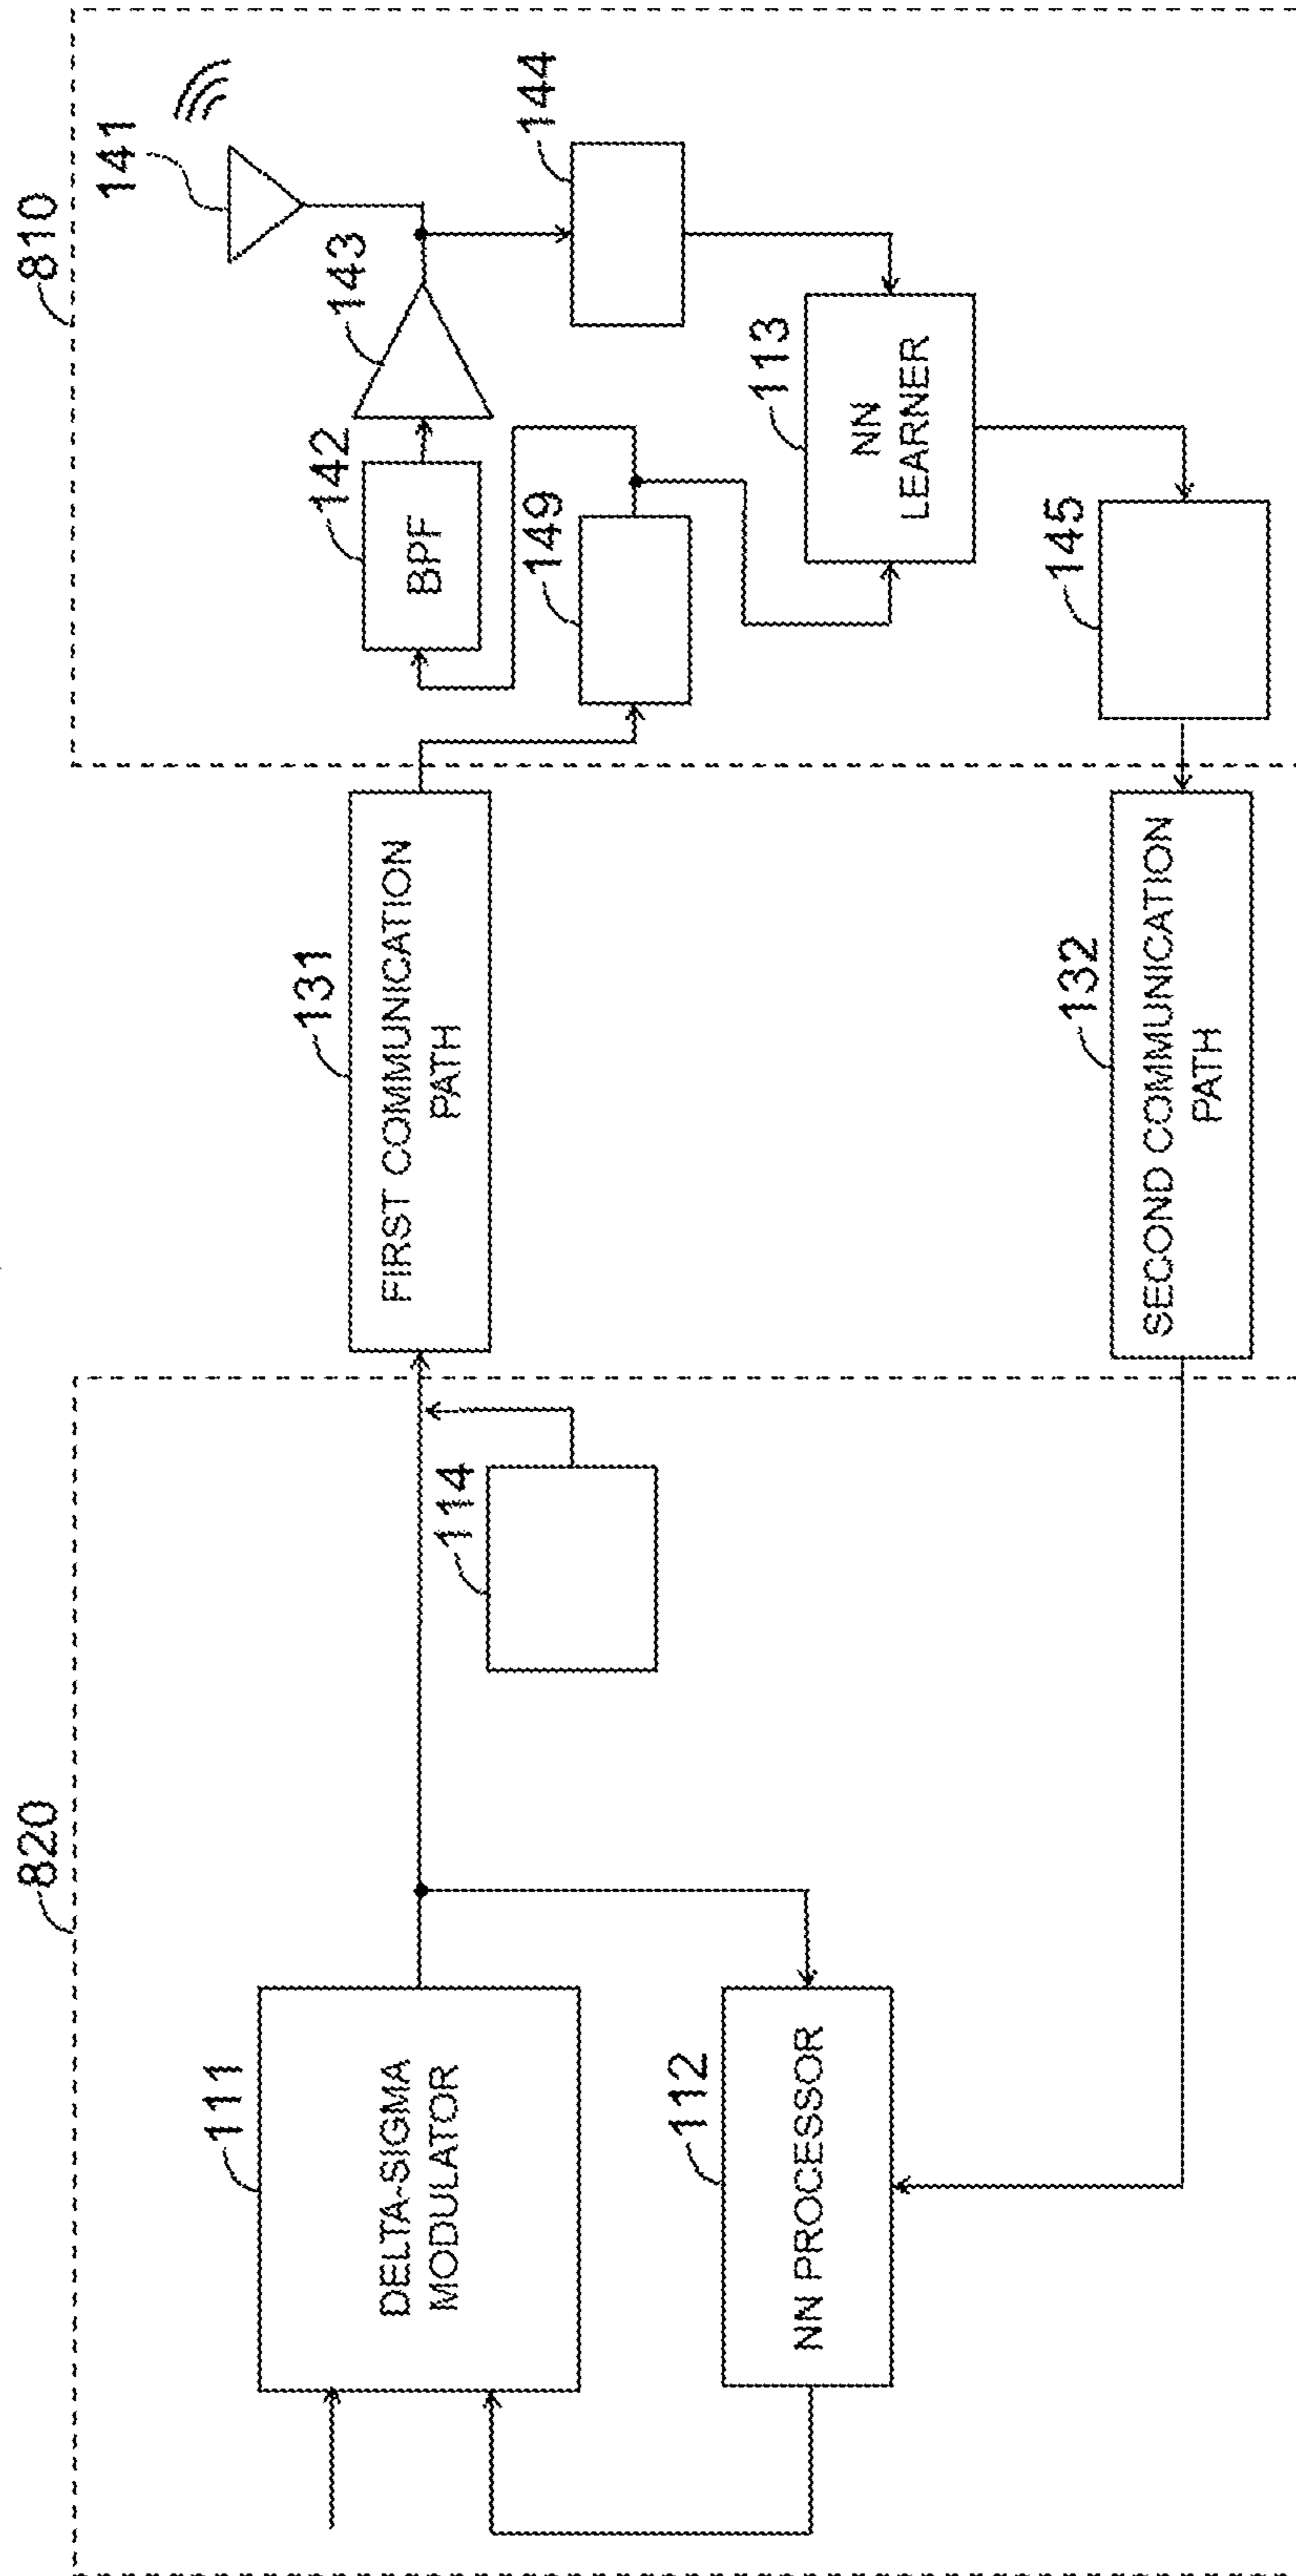 820
810
111
DELTA-SIGMA
MODULATOR
112
NN PROCESSOR
114
131
FIRST COMMUNICATION
PATH
132
SECOND COMMUNICATION
PATH
141
142
BPF
143
144
149
113
NN
LEARNER
145